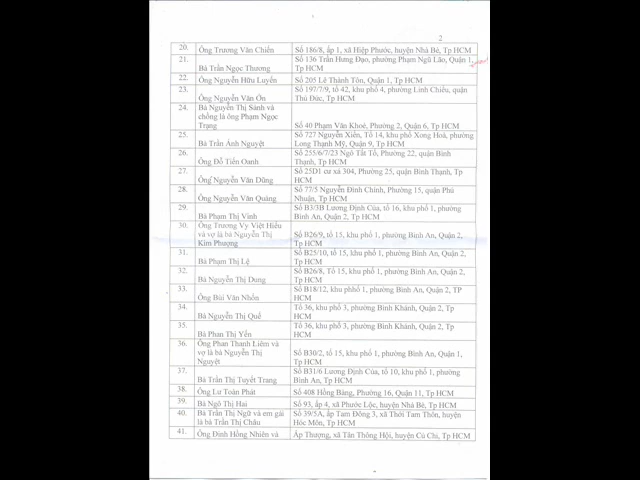 2
20. Ông Trương Văn Chiến Số 186/8, ấp 1, xã Hiệp Phước, huyện Nhà Bè, Tp HCM
21. Số 136 Trần Hưng Đạo, phường Phạm Ngũ Lão, Quận 1,
Bà Trần Ngọc Thương Tp HCM
22. Ông Nguyễn Hữu Luyến Số 205 Lê Thánh Tôn, Quận 1, Tp HCM
23. Số 197/7/9, tổ 42, khu phố 4, phường Linh Chiểu, quận
Ông Nguyễn Văn Ổn Thủ Đức, Tp HCM
24. Bà Nguyễn Thị Sánh và
chồng là ông Phạm Ngọc
Trạng Số 40 Phạm Văn Khoẻ, Phường 2, Quận 6, Tp HCM
25. Số 727 Nguyễn Xiển, Tổ 14, khu phố Xong Hoà, phường
Bà Trần Ánh Nguyệt Long Thạnh Mỹ, Quận 9, Tp HCM
26. Số 255/6/7/23 Ngô Tất Tố, Phường 22, quận Bình
Ông Đỗ Tiến Oanh Thạnh, Tp HCM
27. Số 25D1 cư xá 304, Phường 25, quận Bình Thạnh, Tp
Ông Nguyễn Văn Dũng HCM
28. Số 77/5 Nguyễn Đình Chính, Phường 15, quận Phú
Ông Nguyễn Văn Quảng Nhuận, Tp HCM
29. Số B3/3B Lương Định Của, tổ 16, khu phố 1, phường
Bà Phạm Thị Vinh Bình An, Quận 2, Tp HCM
30. Ông Trương Vy Việt Hiếu
và vợ là bà Nguyễn Thị Số B26/9, tổ 15, khu phố 1, phường Bình An, Quận 2,
Kim Phượng Tp HCM
31. Số B25/10, tổ 15, khu phố 1, phường Bình An, Quận 2,
Bà Phạm Thị Lệ Tp HCM
32. Số B26/8, Tổ 15, khu phố 1, phường Bình An, Quận 2,
Bà Nguyễn Thị Dung Tp HCM
33. Số B18/12, khu phhố 1, phường Bình An, Quận 2, TP
Ông Bùi Văn Nhồn HCM
34. Tổ 36, khu phố 3, phường Bình Khánh, Quận 2, Tp
Bà Nguyễn Thị Quế HCM
35. Tổ 36, khu phố 3, phường Bình Khánh, Quận 2, Tp
Bà Phan Thị Yến HCM
36. Ông Phan Thanh Liêm và
vợ là bà Nguyễn Thị Số B30/2, tổ 15, khu phố 1, phường Bình An, Quận 1,
Nguyệt Tp HCM
37. Số B31/6 Lương Định Của, tổ 10, khu phố 1, phường
Bà Trần Thị Tuyết Trang Bình An, Tp HCM
38. Ông Lư Toàn Phát Số 408 Hồng Bàng, Phường 16, Quận 11, Tp HCM
39. Bà Ngô Thị Hai Số 93, ấp 4, xã Phước Lộc, huyện Nhà Bè, Tp HCM
40. Bà Trần Thị Ngữ và em gái Số 39/5A, ấp Tam Đông 3, xã Thới Tam Thôn, huyện
là bà Trần Thị Châu Hóc Môn, Tp HCM
41. Ông Đinh Hồng Nhiên và Ấp Thượng, xã Tân Thông Hội, huyện Củ Chi, Tp HCM